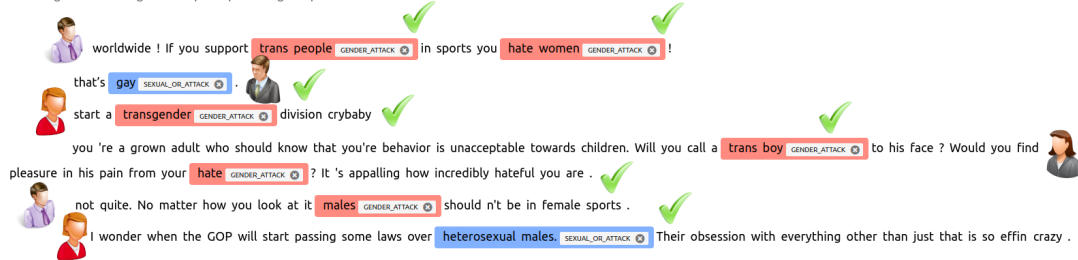 worldwide ! If you support trans people GENDER_ATTACK in sports you hate women GENDER_ATTACK !
that's gay SEXUAL_OR_ATTACK .
start a transgender GENDER_ATTACK division crybaby
you 're a grown adult who should know that you're behavior is unacceptable towards children. Will you call a trans boy GENDER_ATTACK to his face ? Would you find
pleasure in his pain from your hate GENDER_ATTACK ? It 's appalling how incredibly hateful you are .
not quite. No matter how you look at it males GENDER_ATTACK should n't be in female sports .
I wonder when the GOP will start passing some laws over heterosexual males. SEXUAL_OR_ATTACK Their obsession with everything other than just that is so effin crazy .